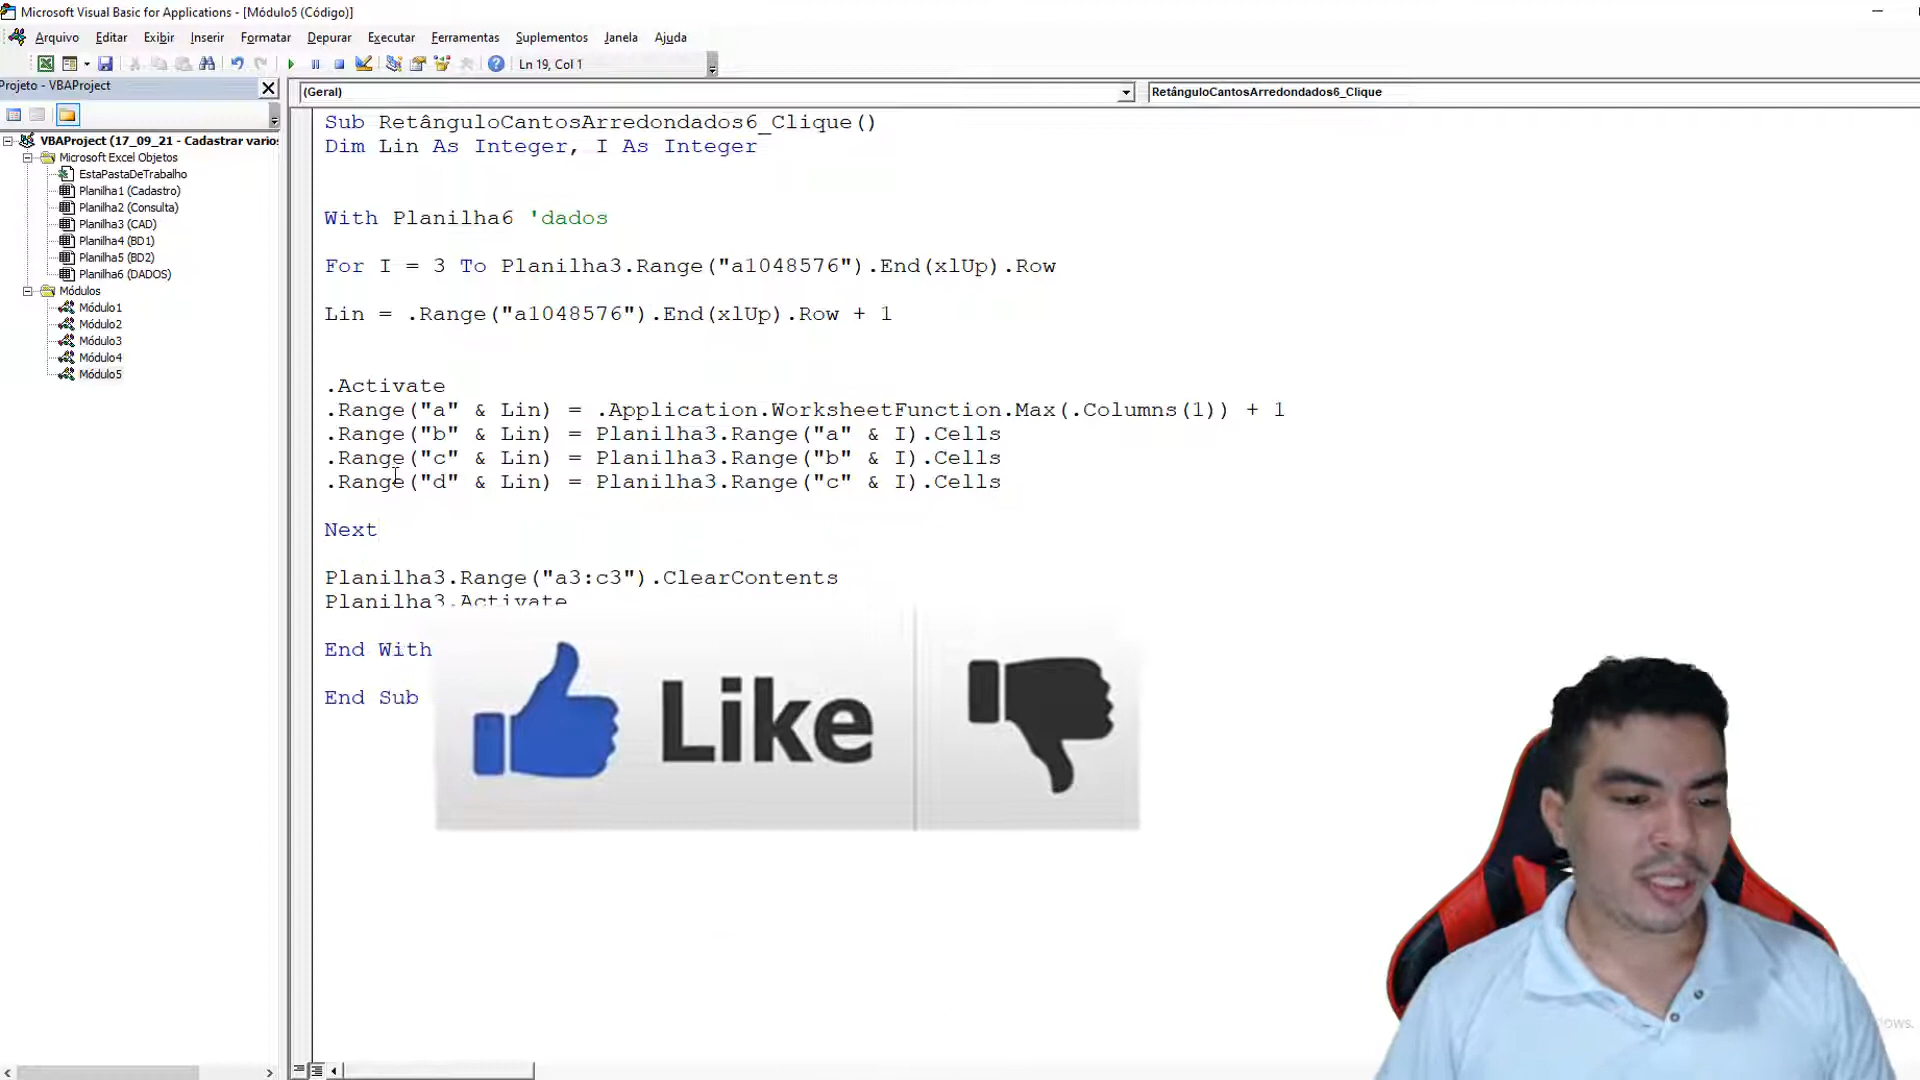 Microsoft Visual Basic for Applications - [Módulo5 (Código)]
Arquivo Editar Exibir Inserir Formatar Depurar Executar Ferramentas Suplementos Janela Ajuda
Ln 19, Col 1
Projeto - VBAProject
(Geral)
RetânguloCantosArredondados6_Clique
VBAProject (17_09_21 - Cadastrar varios
Microsoft Excel Objetos
EstaPastaDeTrabalho
Planilha1 (Cadastro)
Planilha2 (Consulta)
Planilha3 (CAD)
Planilha4 (BD1)
Planilha5 (BD2)
Planilha6 (DADOS)
Módulos
Módulo1
Módulo2
Módulo3
Módulo4
Módulo5
Sub RetânguloCantosArredondados6_Clique()
Dim Lin As Integer, I As Integer
With Planilha6 'dados
For I = 3 To Planilha3.Range("a1048576").End(xlUp).Row
Lin = .Range("a1048576").End(xlUp).Row + 1
.Activate
.Range("a" & Lin) = .Application.WorksheetFunction.Max(.Columns(1)) + 1
.Range("b" & Lin) = Planilha3.Range("a" & I).Cells
.Range("c" & Lin) = Planilha3.Range("b" & I).Cells
.Range("d" & Lin) = Planilha3.Range("c" & I).Cells
Next
Planilha3.Range("a3:c3").ClearContents
Planilha3.Activate
End With
End Sub
Like